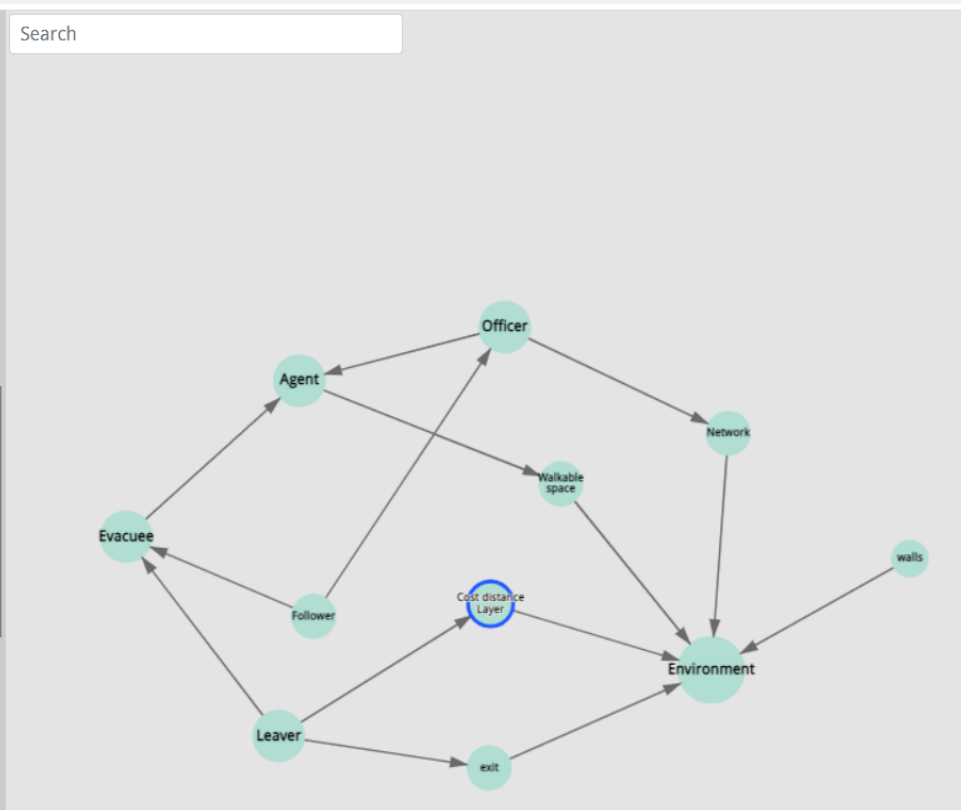 Search
Officer
Agent
Network
Walkable
space
Evacuee
walls
Cost distance
Layer
Follower
Environment
Leaver
exit